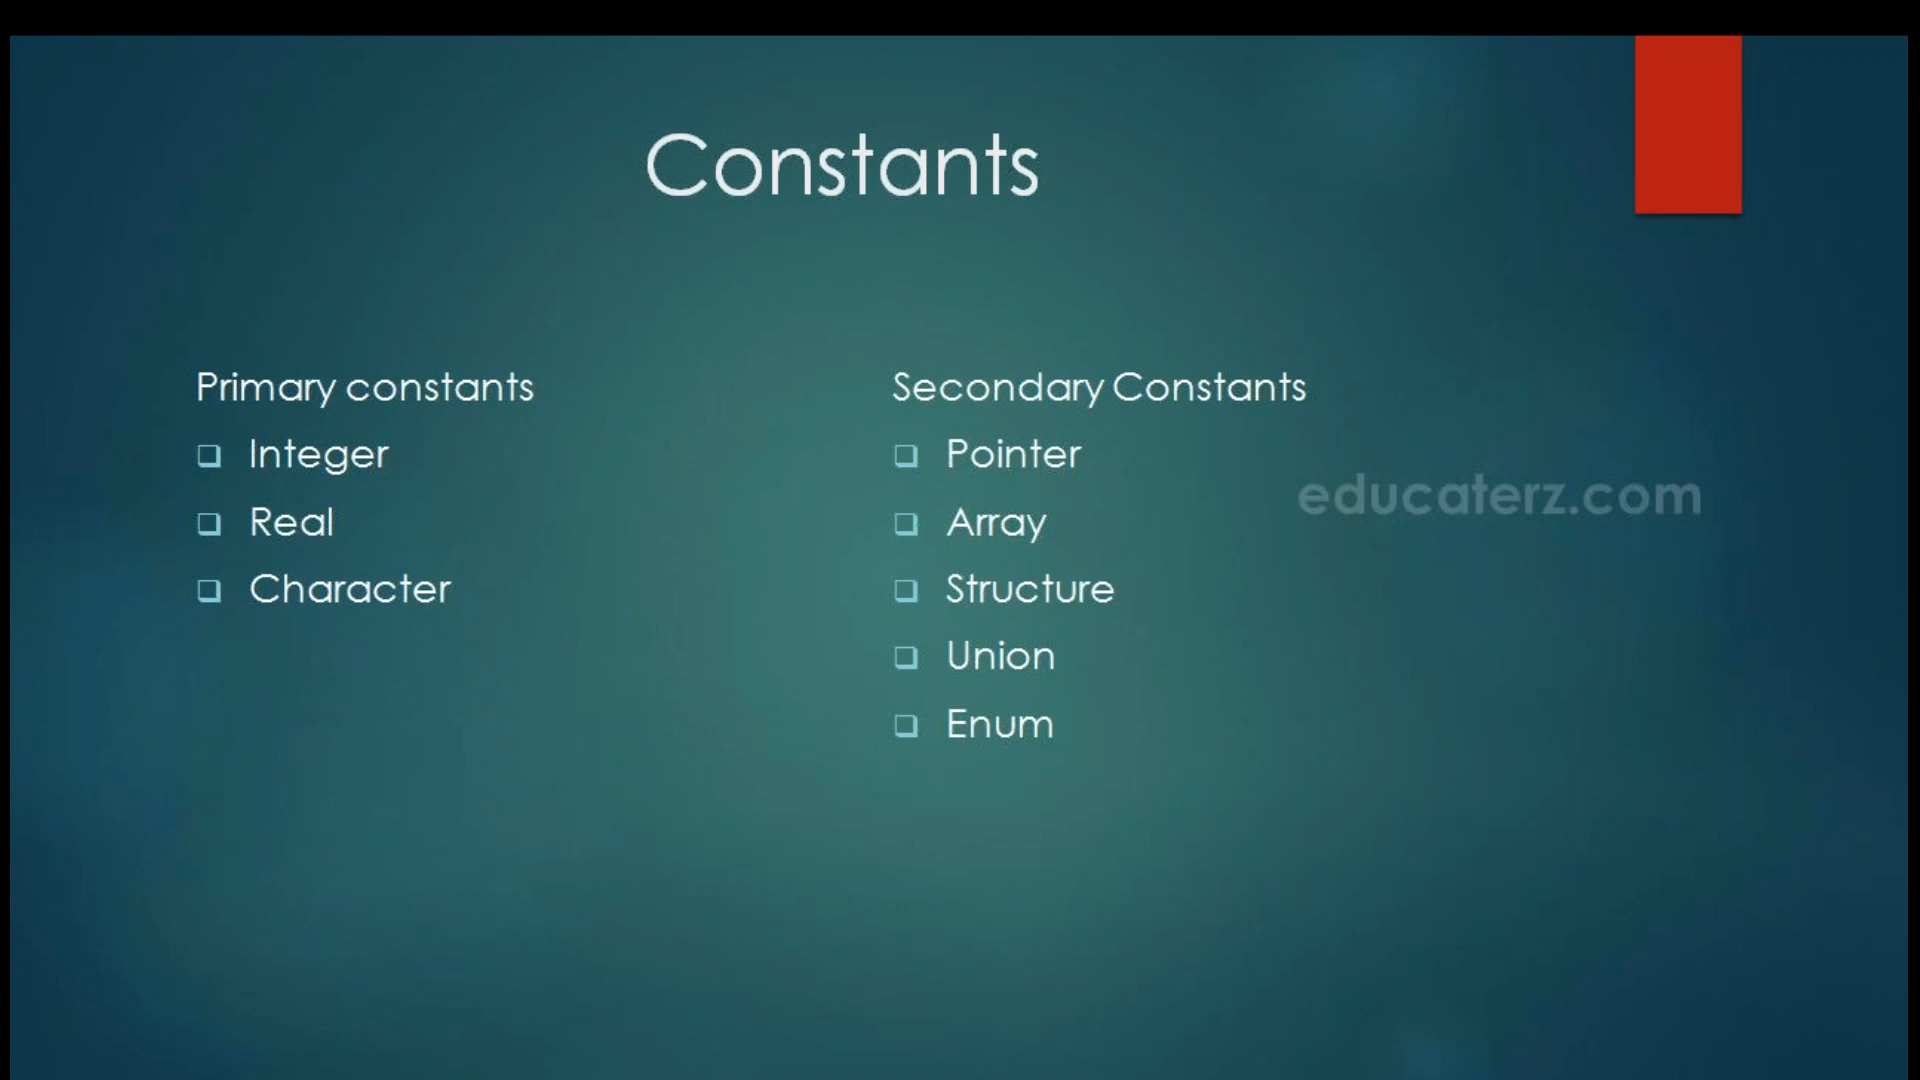 Constants
Primary constants
Integer
Real
Character
Secondary Constants
Pointer
Array
Structure
Union
Enum
educaterz.com